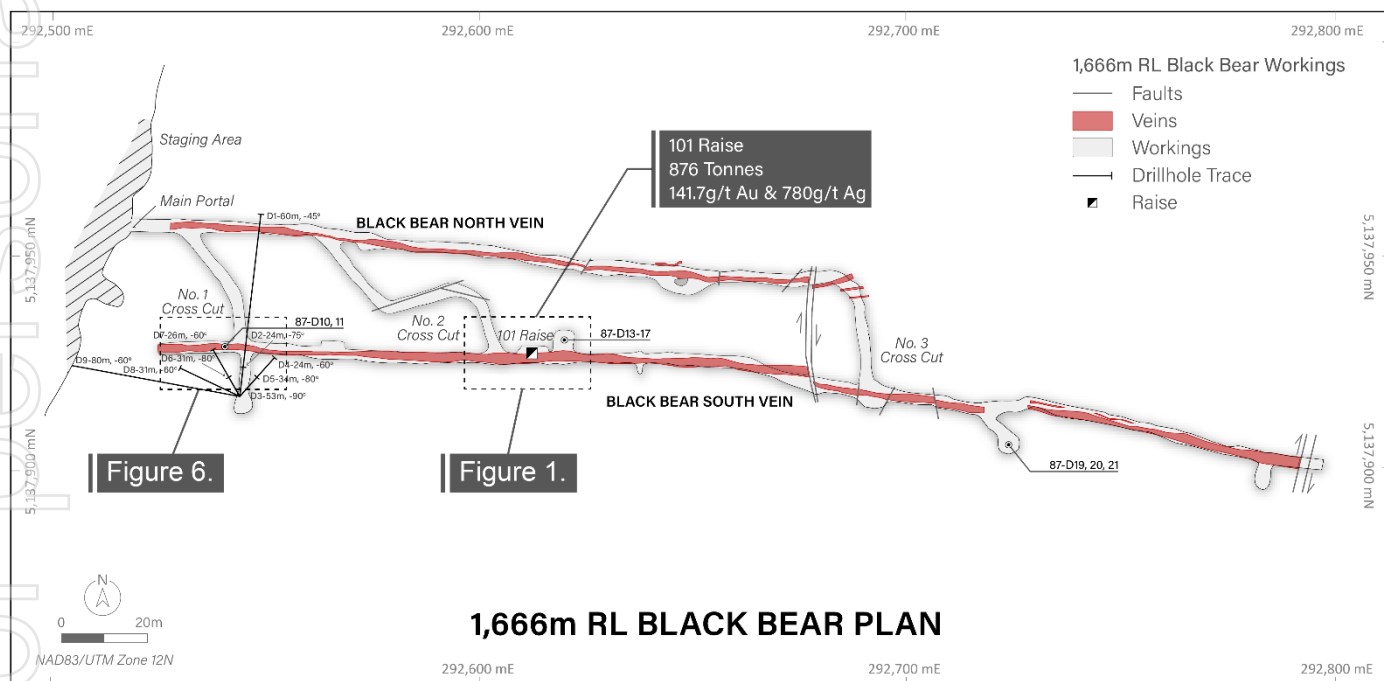 292,500 mE
292,600 mE
292,700 mE
292,800 mE
1,666m RL Black Bear Workings
Faults
Veins
Workings
Drillhole Trace
Raise
101 Raise
876 Tonnes
141.7g/t Au & 780g/t Ag
Staging Area
Main Portal
D1-60m, -45°
BLACK BEAR NORTH VEIN
5,137,950 mN
5,137,950 mN
No. 1
Cross Cut
87-D10, 11
No. 2
Cross Cut
101 Raise
87-D13-17
No. 3
Cross Cut
D7-26m, -60°
D2-24m, -75°
D9-80m, -60°
D6-31m, -80°
D4-24m, -60°
D8-31m, -60°
D5-34m, -80°
D3-53m, -90°
BLACK BEAR SOUTH VEIN
Figure 6.
Figure 1.
87-D19, 20, 21
5,137,900 mN
5,137,900 mN
N
0 20m
NAD83/UTM Zone 12N
1,666m RL BLACK BEAR PLAN
292,600 mE
292,700 mE
292,800 mE